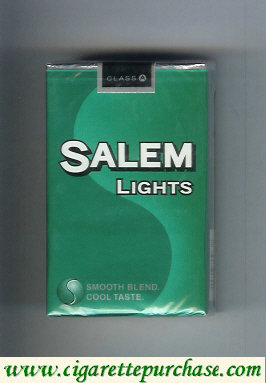 CLASS A
SALEM
LIGHTS
SMOOTH BLEND.
COOL TASTE.
www.cigarettepurchase.com